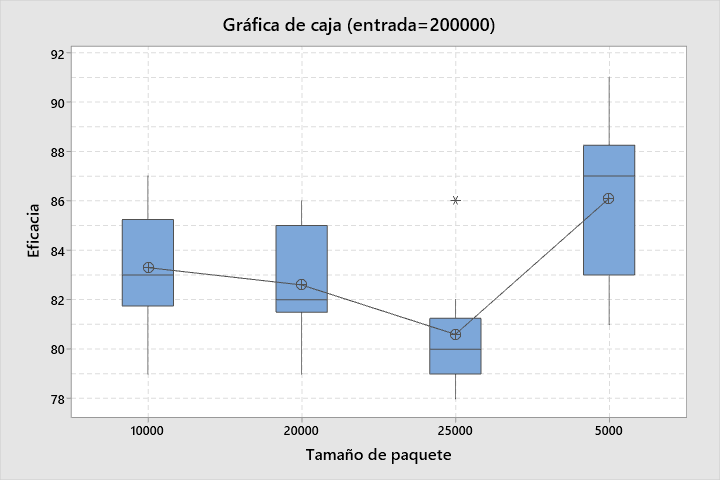 Gráfica de caja (entrada=200000)
Eficacia
92
90
88
86
84
82
80
78
10000 20000 25000 5000
Tamaño de paquete